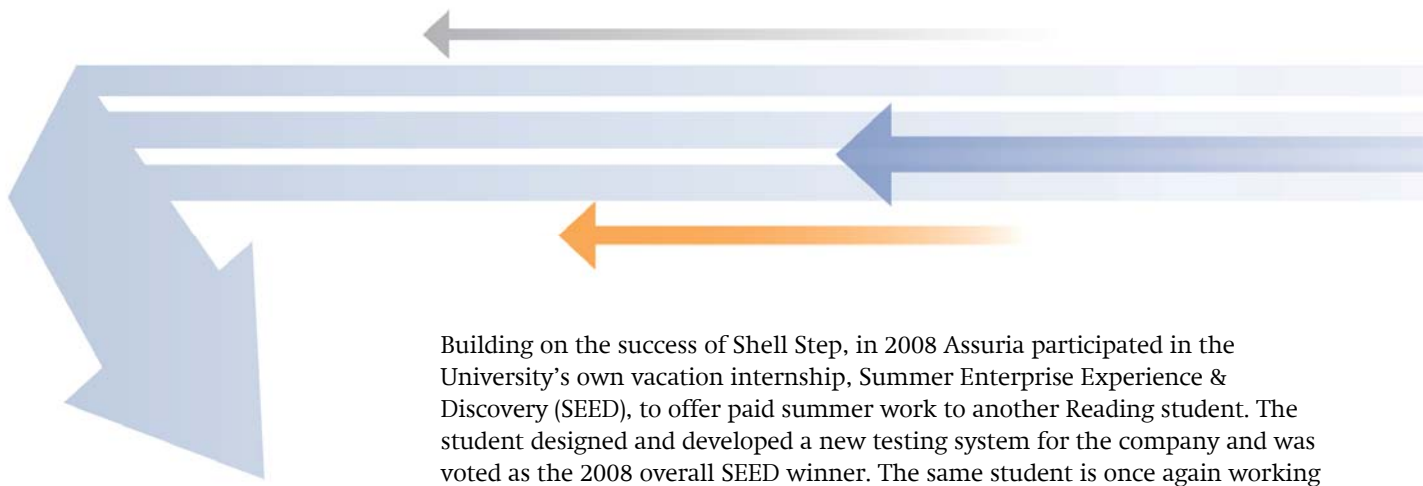 Building on the success of Shell Step, in 2008 Assuria participated in the
University’s own vacation internship, Summer Enterprise Experience &
Discovery (SEED), to offer paid summer work to another Reading student. The
student designed and developed a new testing system for the company and was
voted as the 2008 overall SEED winner. The same student is once again working